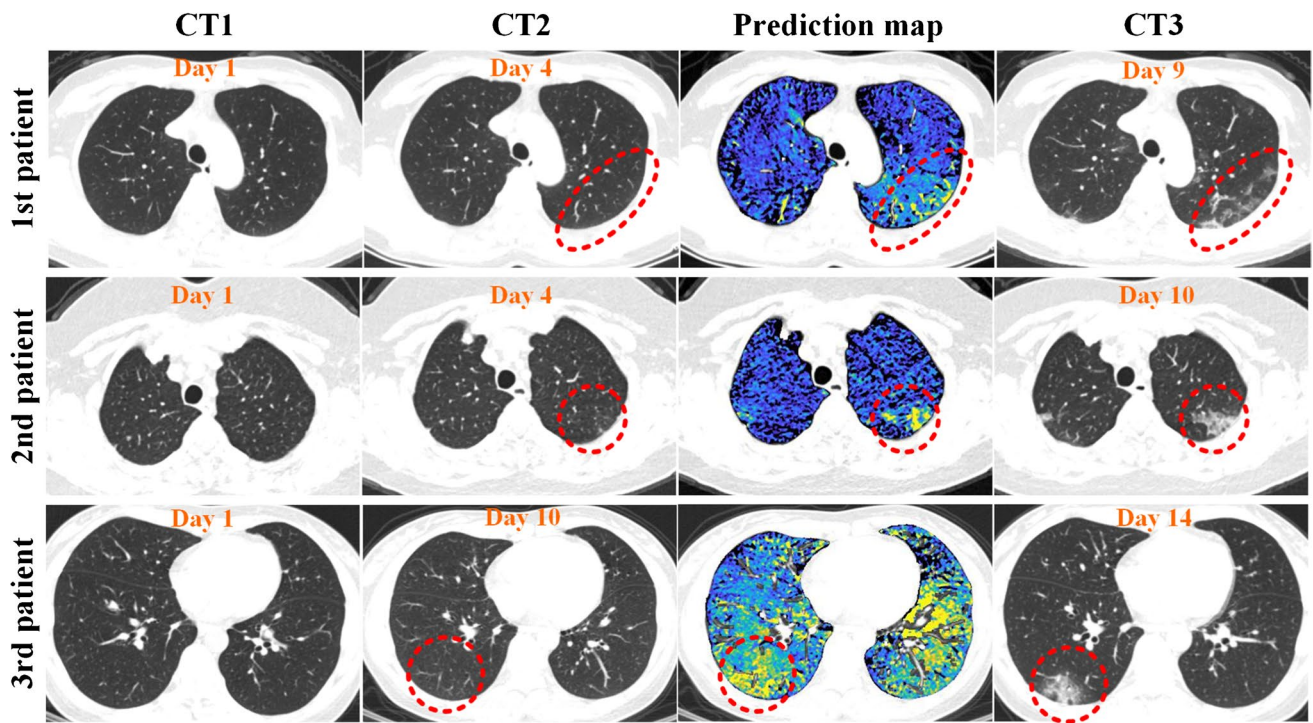 CT1 CT2 Prediction map CT3
1st patient
Day 1 Day 4 Day 9
2nd patient
Day 1 Day 4 Day 10
3rd patient
Day 1 Day 10 Day 14